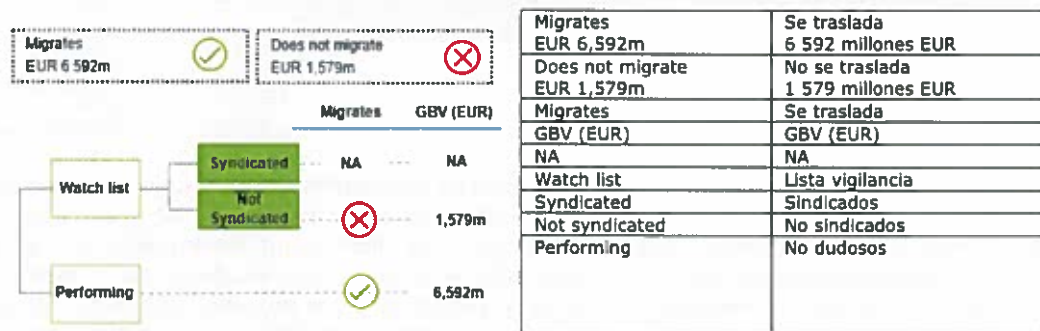 Migrates
EUR 6 592m
Does not migrate
EUR 1,579m
Migrates GBV (EUR)
Watch list
Syndicated NA NA
Not
Syndicated 1,579m
Performing 6,592m
Migrates Se traslada
EUR 6,592m 6 592 millones EUR
Does not migrate No se traslada
EUR 1,579m 1 579 millones EUR
Migrates Se traslada
GBV (EUR) GBV (EUR)
NA NA
Watch list Lista vigilancia
Syndicated Sindicados
Not syndicated No sindicados
Performing No dudosos